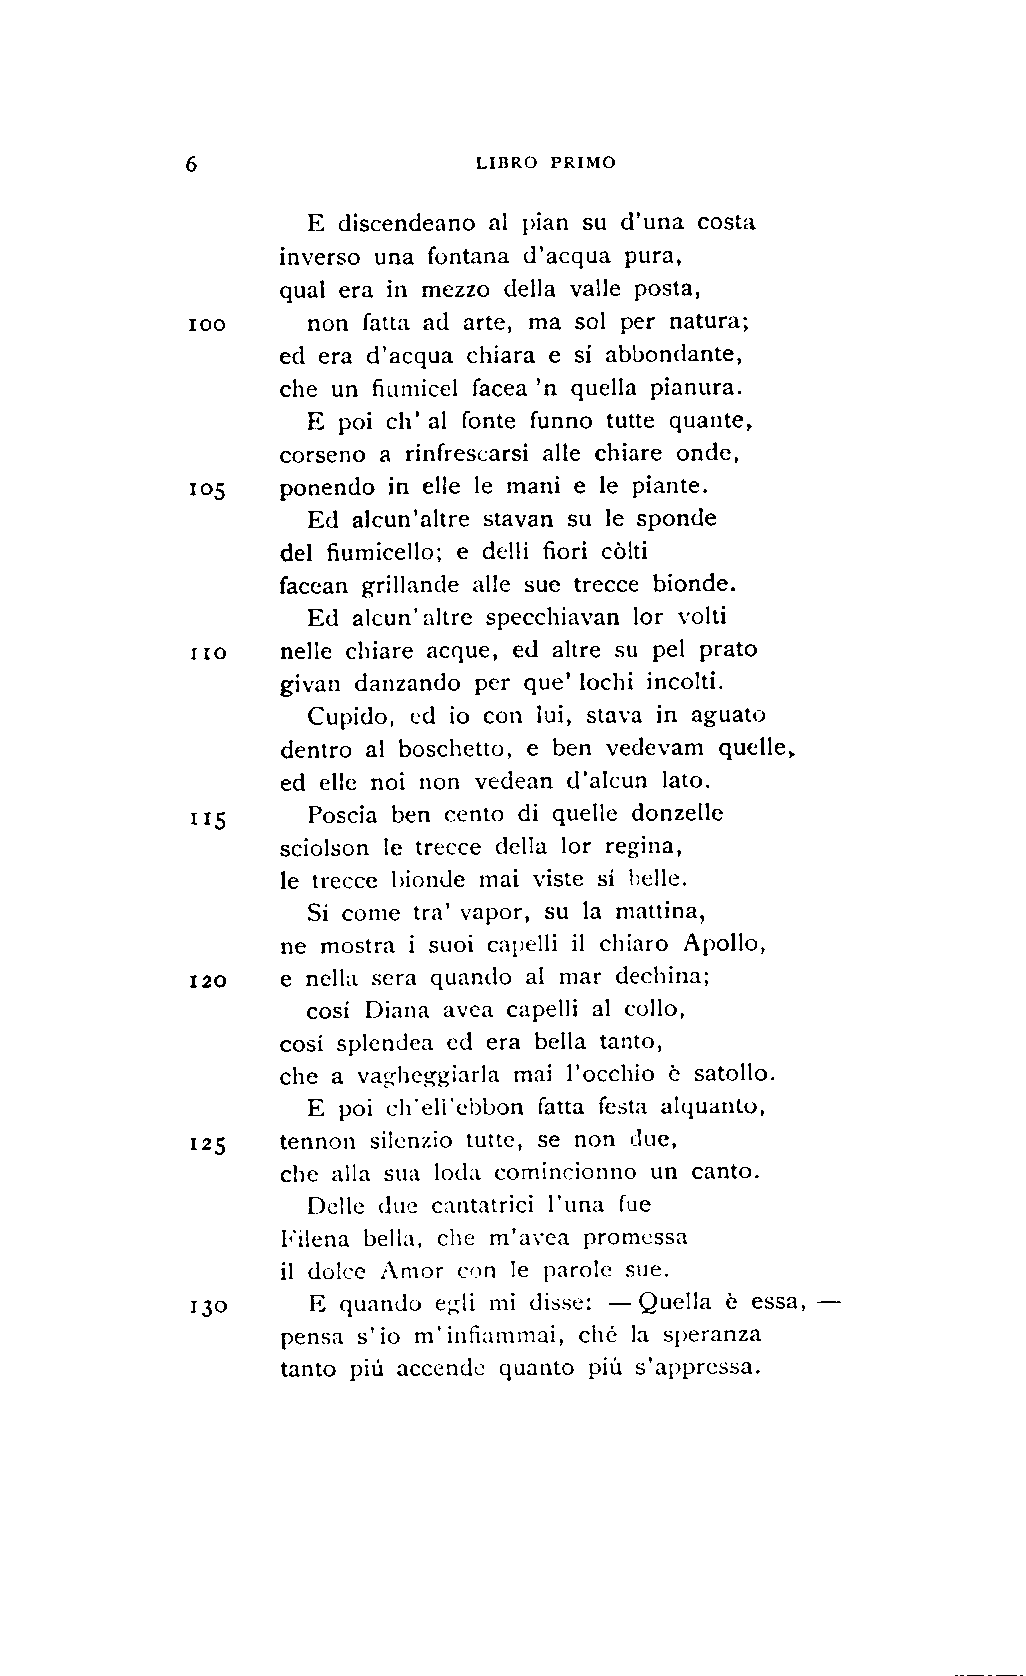 6 LIBRO PRIMO
E discendeano al pian su d'una costa
inverso una fontana d'acqua pura,
qual era in mezzo della valle posta,
100 non fatta ad arte, ma sol per natura;
ed era d'acqua chiara e sí abbondante,
che un fiumicel facea 'n quella pianura.
E poi ch' al fonte funno tutte quante,
corseno a rinfrescarsi alle chiare onde,
105 ponendo in elle le mani e le piante.
Ed alcun'altre stavan su le sponde
del fiumicello; e delli fiori còlti
facean grillande alle sue trecce bionde.
Ed alcun'altre specchiavan lor volti
110 nelle chiare acque, ed altre su pel prato
givan danzando per que' lochi incolti.
Cupido, ed io con lui, stava in aguato
dentro al boschetto, e ben vedevam quelle,
ed elle noi non vedean d'alcun lato.
115 Poscia ben cento di quelle donzelle
sciolson le trecce della lor regina,
le trecce bionde mai viste sí belle.
Sí come tra' vapor, su la mattina,
ne mostra i suoi capelli il chiaro Apollo,
120 e nella sera quando al mar dechina;
cosí Diana avea capelli al collo,
cosí splendea ed era bella tanto,
che a vagheggiarla mai l'occhio è satollo.
E poi ch'ell'ebbon fatta festa alquanto,
125 tennon silenzio tutte, se non due,
che alla sua loda comincionno un canto.
Delle due cantatrici l'una fue
Filena bella, che m'avea promessa
il dolce Amor con le parole sue.
130 E quando egli mi disse: — Quella è essa, —
pensa s'io m'infiammai, ché la speranza
tanto piú accende quanto piú s'appressa.